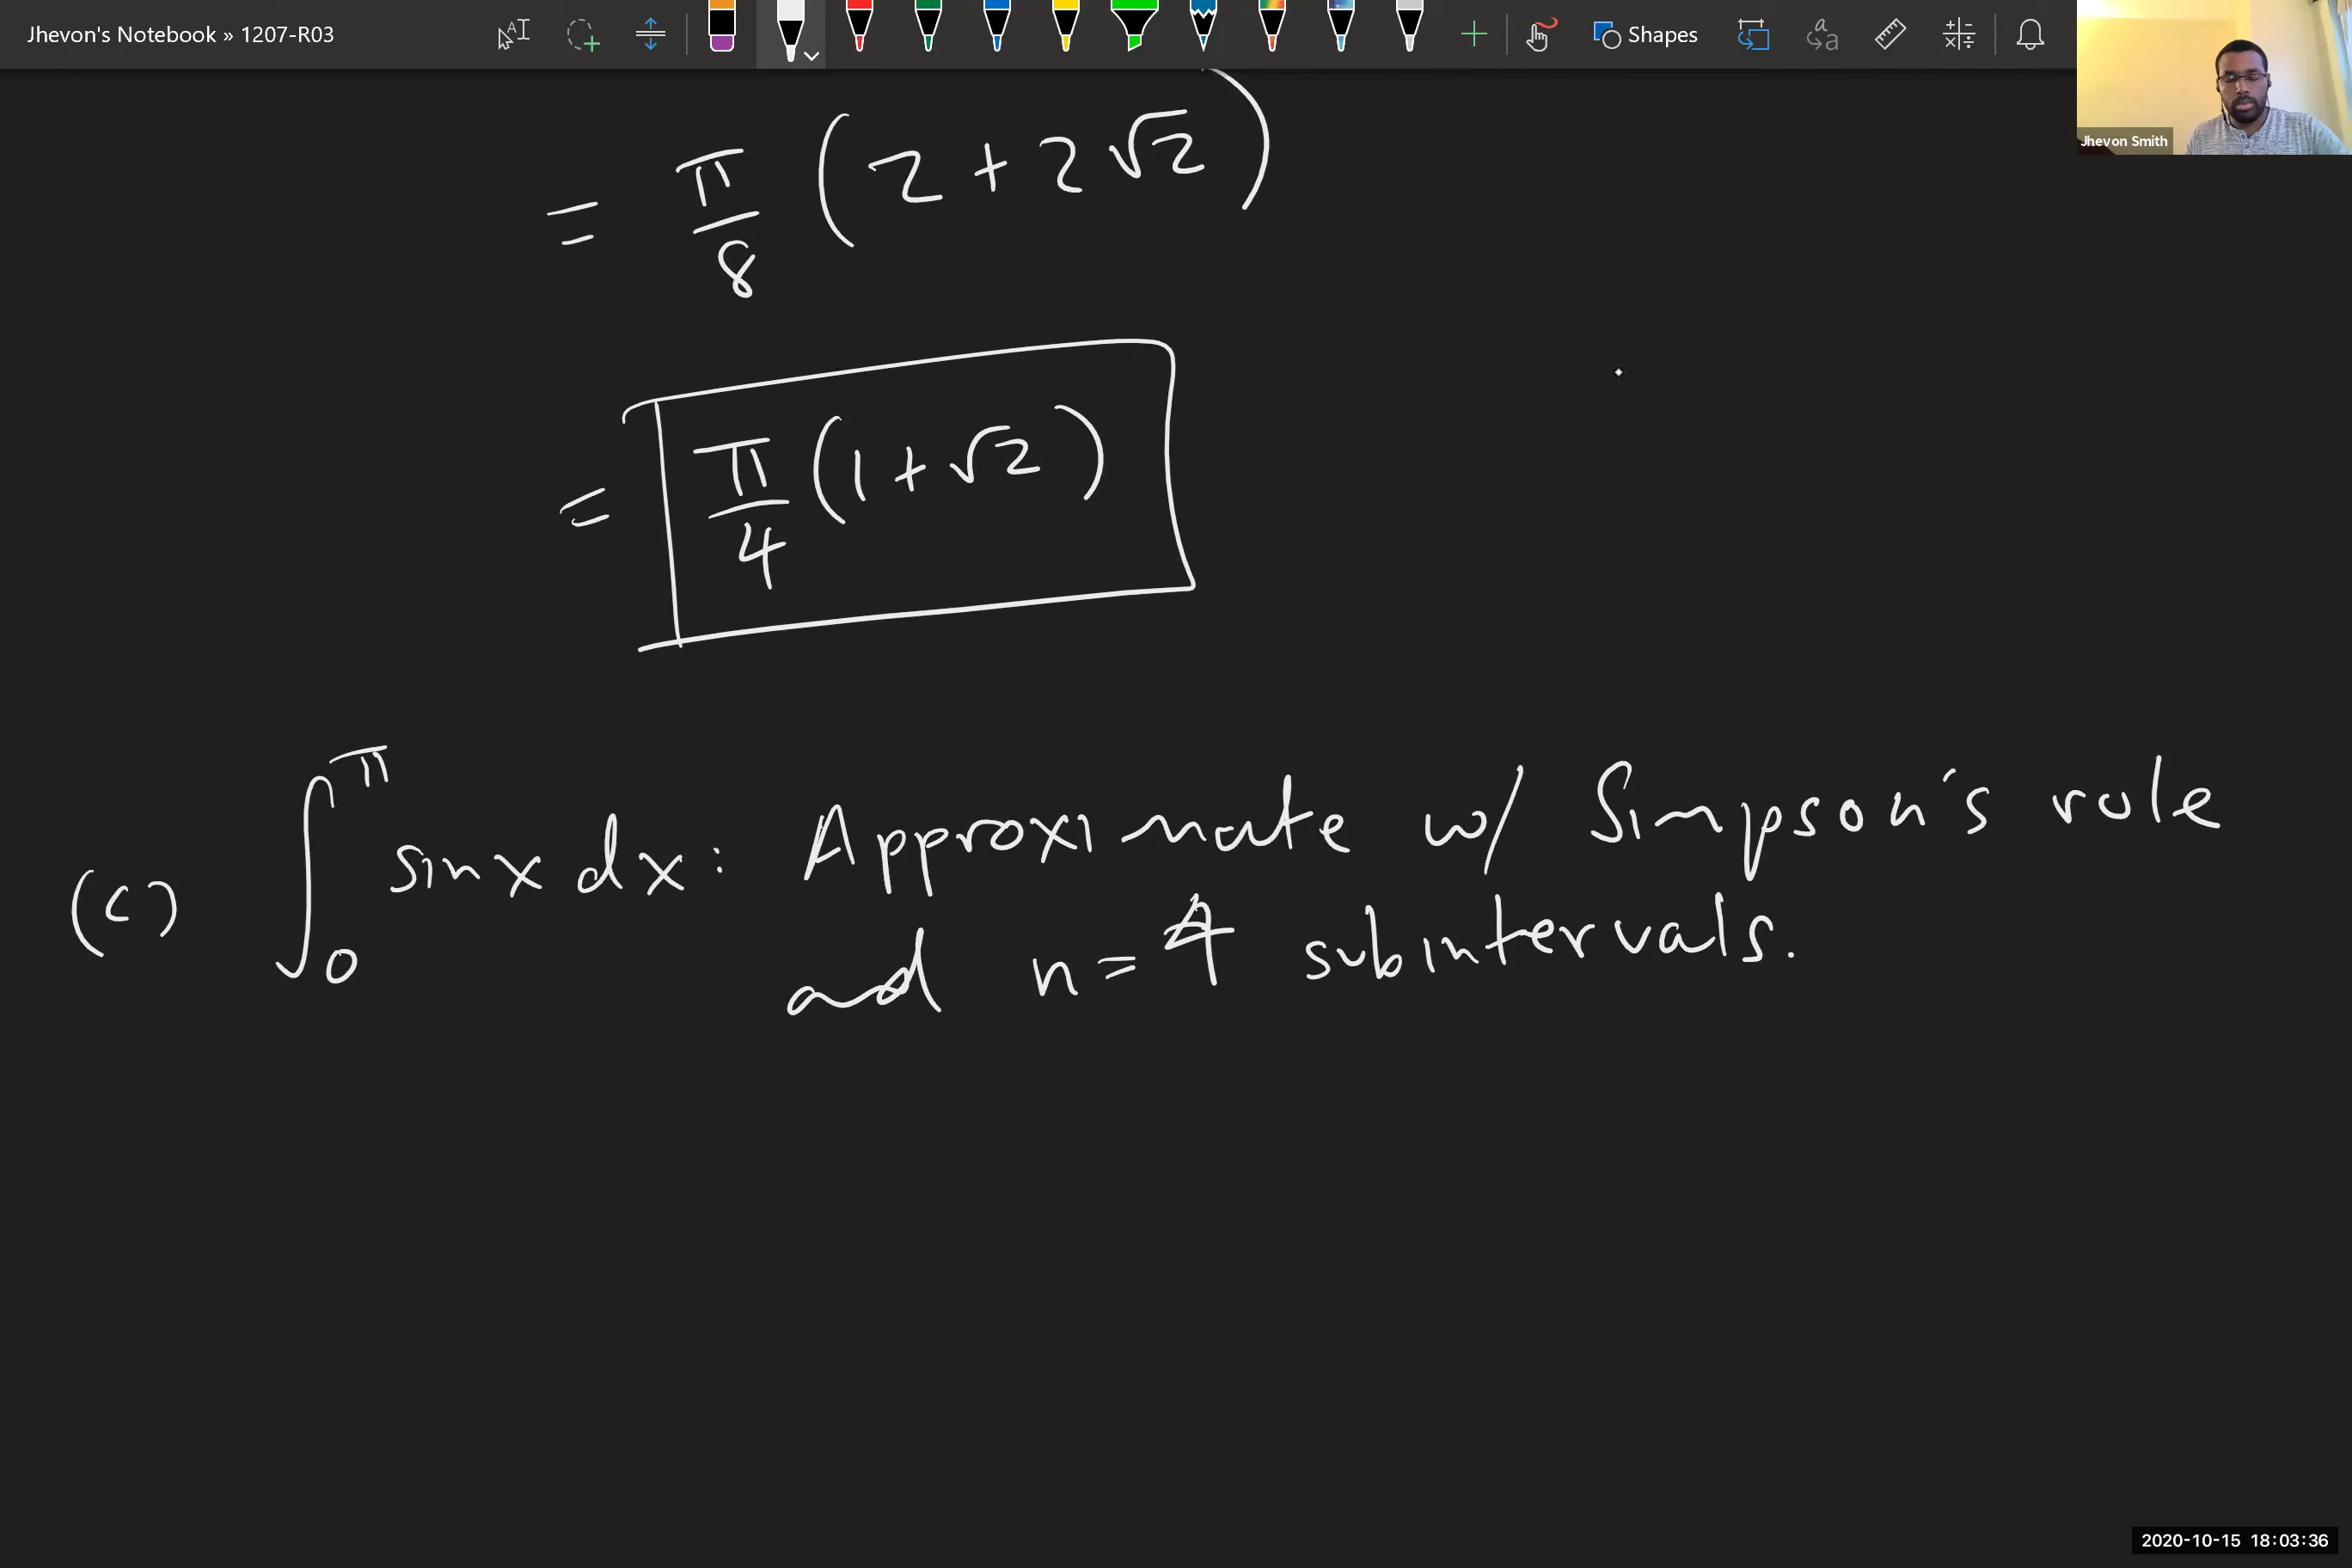 Jhevon's Notebook » 1207-R03
Shapes
Jhevon Smith
= π/8 (2 + 2√2)
= π/4 (1 + √2)
(c) ∫₀^π sin x dx : Approximate w/ Simpson's rule
and n = 4 subintervals.
2020-10-15 18:03:36